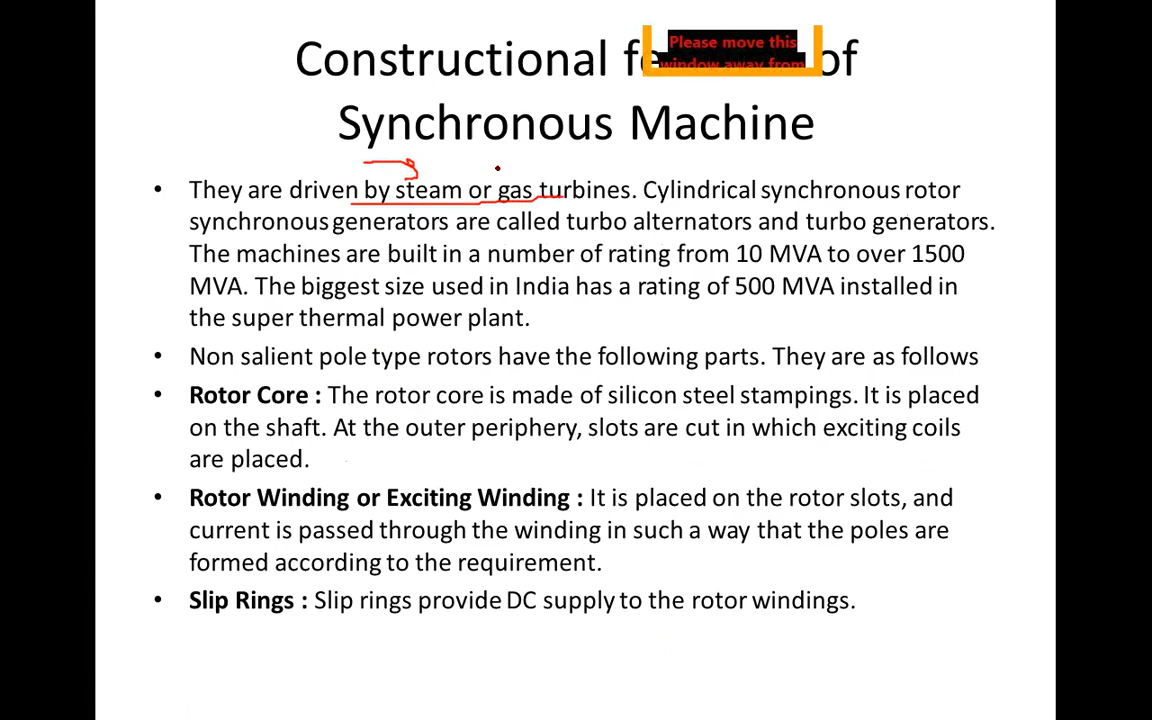 Constructional fe of
Please move this
window away from
Synchronous Machine
• They are driven by steam or gas turbines. Cylindrical synchronous rotor
synchronous generators are called turbo alternators and turbo generators.
The machines are built in a number of rating from 10 MVA to over 1500
MVA. The biggest size used in India has a rating of 500 MVA installed in
the super thermal power plant.
• Non salient pole type rotors have the following parts. They are as follows
• Rotor Core : The rotor core is made of silicon steel stampings. It is placed
on the shaft. At the outer periphery, slots are cut in which exciting coils
are placed.
• Rotor Winding or Exciting Winding : It is placed on the rotor slots, and
current is passed through the winding in such a way that the poles are
formed according to the requirement.
• Slip Rings : Slip rings provide DC supply to the rotor windings.